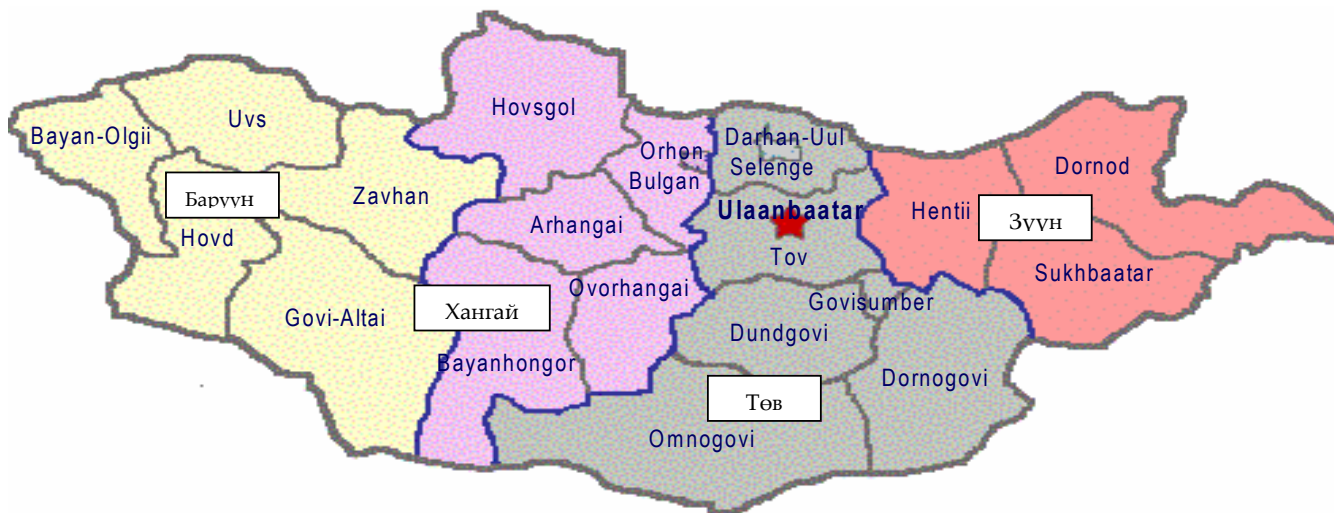 Hovsgol
Uvs
Bayan-Olgii
Darhan-Uul
Orhon
Selenge
Dornod
Bulgan
Zavhan
Баруун
Ulaanbaatar
Hentii
Зүүн
Arhangai
Hovd
Tov
Sukhbaatar
Ovorhangai
Govisumber
Хангай
Govi-Altai
Dundgovi
Bayanhongor
Dornogovi
Төв
Omnogovi